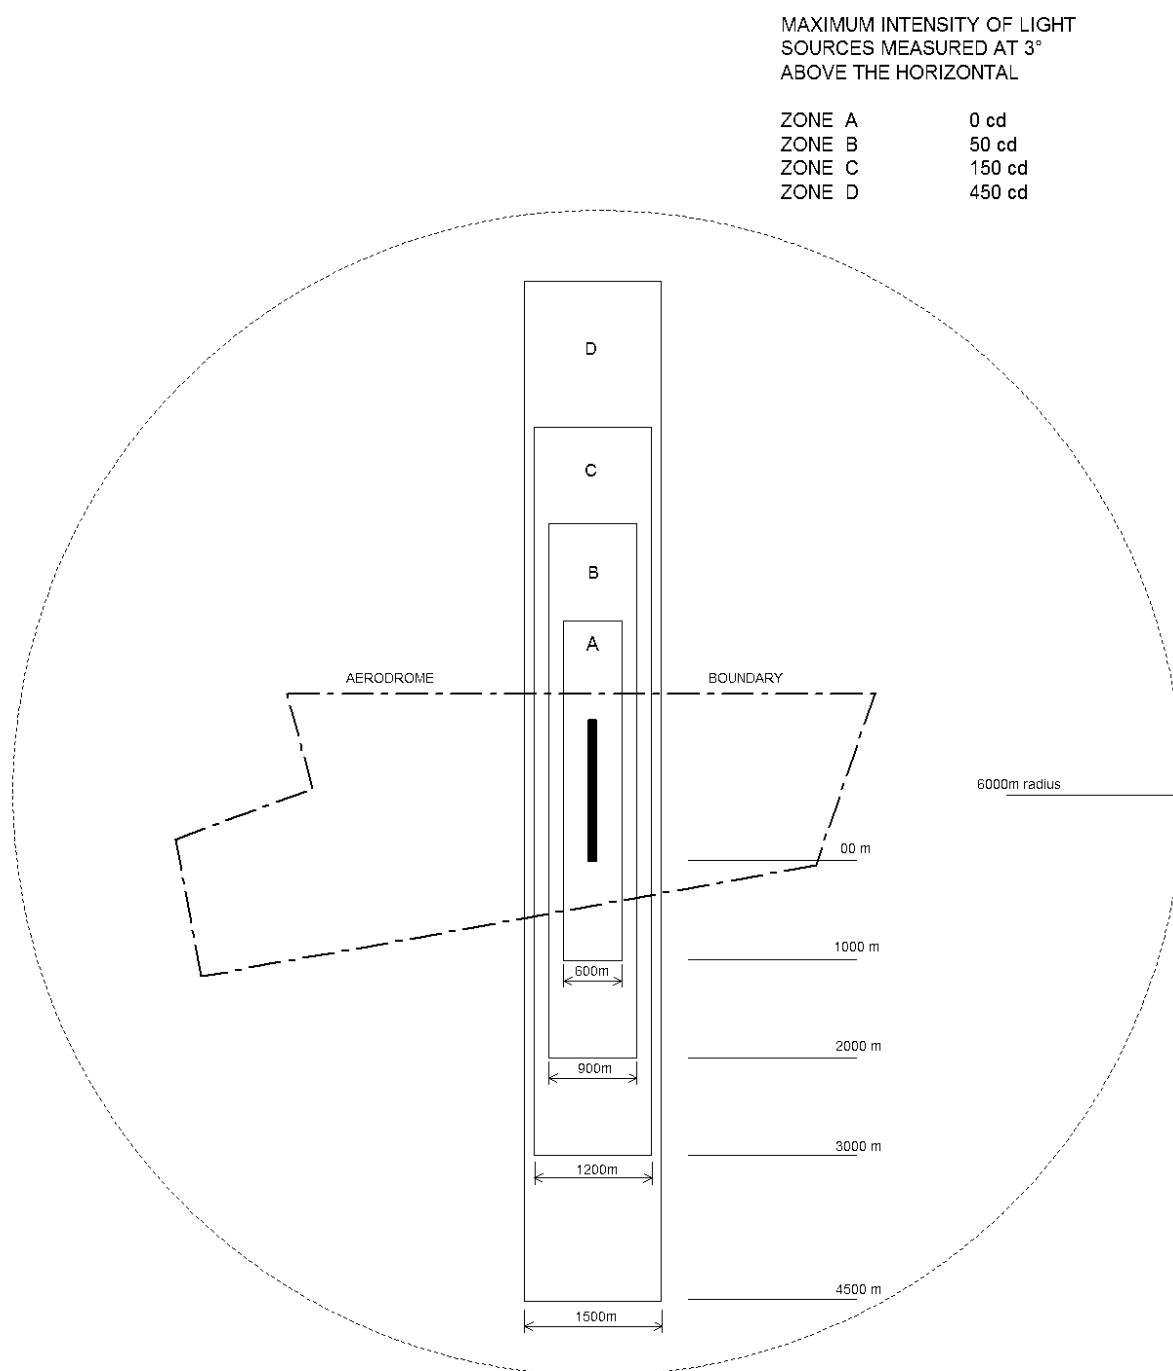 MAXIMUM INTENSITY OF LIGHT
SOURCES MEASURED AT 3°
ABOVE THE HORIZONTAL
ZONE A 0 cd
ZONE B 50 cd
ZONE C 150 cd
ZONE D 450 cd
D
C
B
A
AERODROME BOUNDARY
6000m radius
00 m
1000 m
600m
2000 m
900m
3000 m
1200m
4500 m
1500m